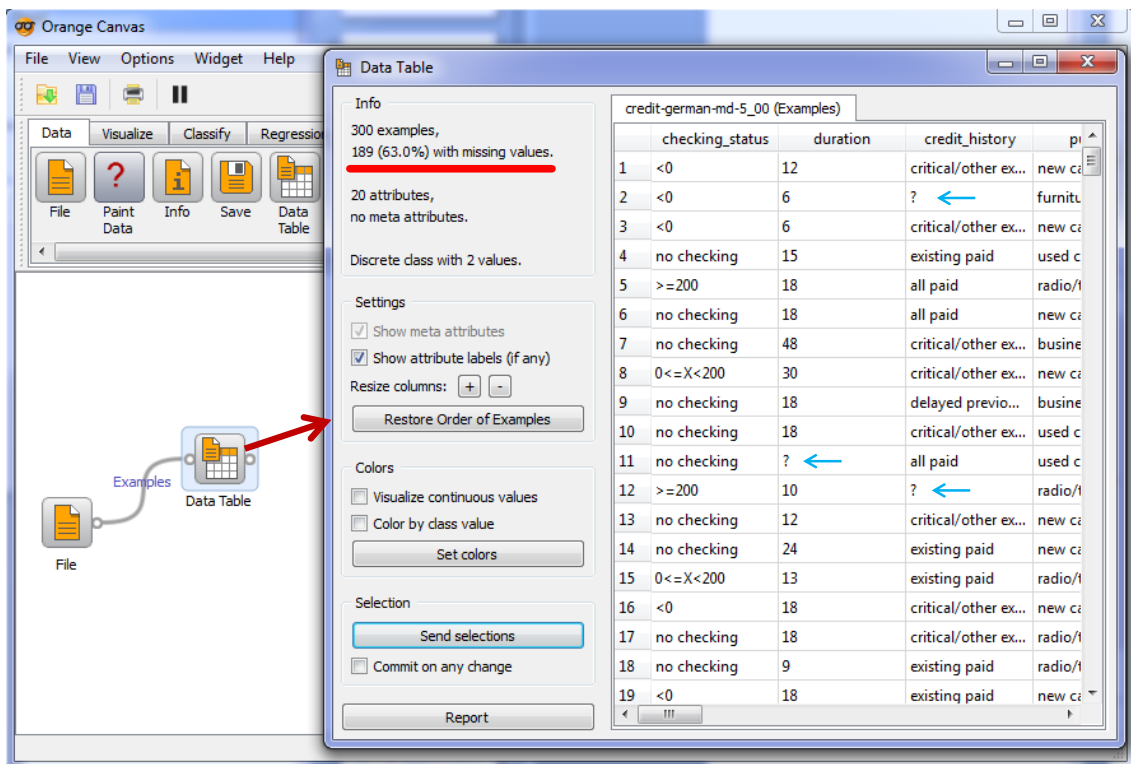 Orange Canvas
File View Options Widget Help
Data Visualize Classify Regression
File Paint Data Info Save Data Table
Examples
Data Table
File
Data Table
Info
300 examples,
189 (63.0%) with missing values.
20 attributes,
no meta attributes.
Discrete class with 2 values.
Settings
Show meta attributes
Show attribute labels (if any)
Resize columns: + -
Restore Order of Examples
Colors
Visualize continuous values
Color by class value
Set colors
Selection
Send selections
Commit on any change
Report
credit-german-md-5_00 (Examples)
checking_status duration credit_history
1 <0 12 critical/other ex... new ca
2 <0 6 ? furnitu
3 <0 6 critical/other ex... new ca
4 no checking 15 existing paid used c
5 >=200 18 all paid radio/t
6 no checking 18 all paid new ca
7 no checking 48 critical/other ex... busine
8 0<=X<200 30 critical/other ex... new ca
9 no checking 18 delayed previo... busine
10 no checking 18 critical/other ex... used c
11 no checking ? all paid used c
12 >=200 10 ? radio/t
13 no checking 12 critical/other ex... new ca
14 no checking 24 existing paid new ca
15 0<=X<200 13 existing paid radio/t
16 <0 18 critical/other ex... new ca
17 no checking 18 critical/other ex... radio/t
18 no checking 9 existing paid radio/t
19 <0 18 existing paid new ca